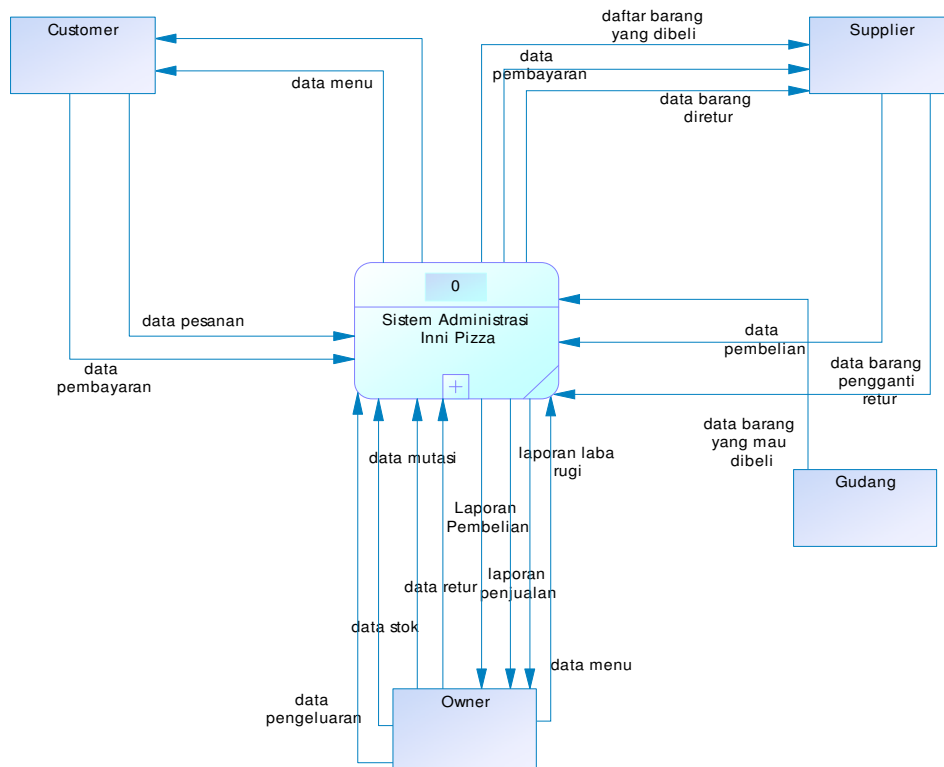 Customer
daftar barang
yang dibeli
Supplier
data
pembayaran
data menu
data barang
diretur
0
Sistem Administrasi
Inni Pizza
data pesanan
data
pembelian
data
pembayaran
data barang
pengganti
retur
data barang
yang mau
dibeli
data mutasi
laporan laba
rugi
Gudang
Laporan
Pembelian
data retur
laporan
penjualan
data stok
data menu
data
pengeluaran
Owner